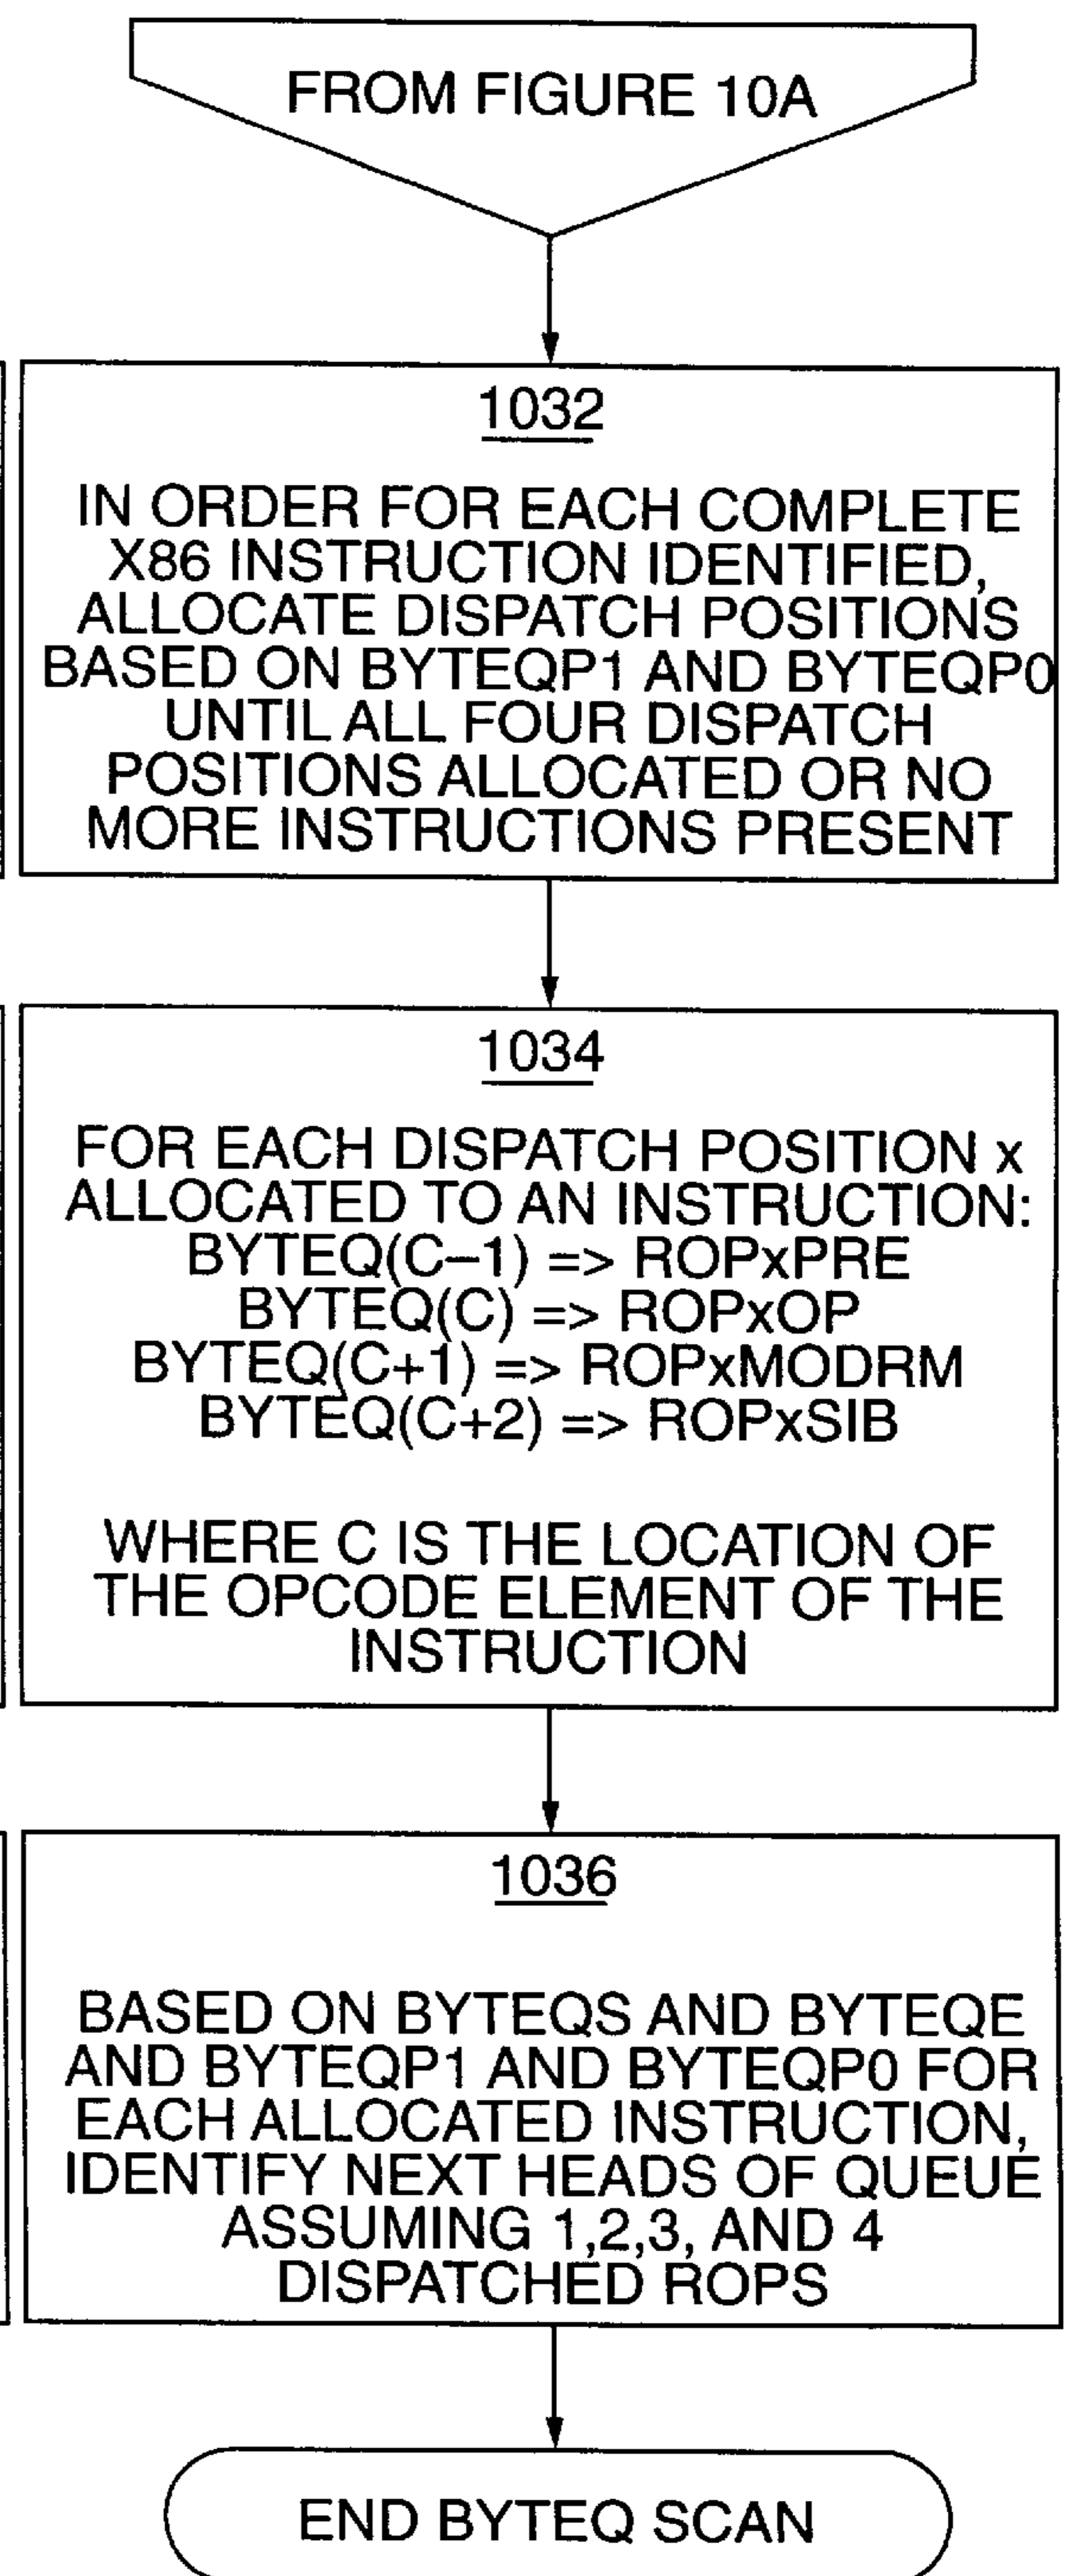 FROM FIGURE 10A
1032
IN ORDER FOR EACH COMPLETE
X86 INSTRUCTION IDENTIFIED,
ALLOCATE DISPATCH POSITIONS
BASED ON BYTEQP1 AND BYTEQP0
UNTIL ALL FOUR DISPATCH
POSITIONS ALLOCATED OR NO
MORE INSTRUCTIONS PRESENT
1034
FOR EACH DISPATCH POSITION x
ALLOCATED TO AN INSTRUCTION:
BYTEQ(C–1) => ROPxPRE
BYTEQ(C) => ROPxOP
BYTEQ(C+1) => ROPxMODRM
BYTEQ(C+2) => ROPxSIB
WHERE C IS THE LOCATION OF
THE OPCODE ELEMENT OF THE
INSTRUCTION
1036
BASED ON BYTEQS AND BYTEQE
AND BYTEQP1 AND BYTEQP0 FOR
EACH ALLOCATED INSTRUCTION,
IDENTIFY NEXT HEADS OF QUEUE
ASSUMING 1,2,3, AND 4
DISPATCHED ROPS
END BYTEQ SCAN